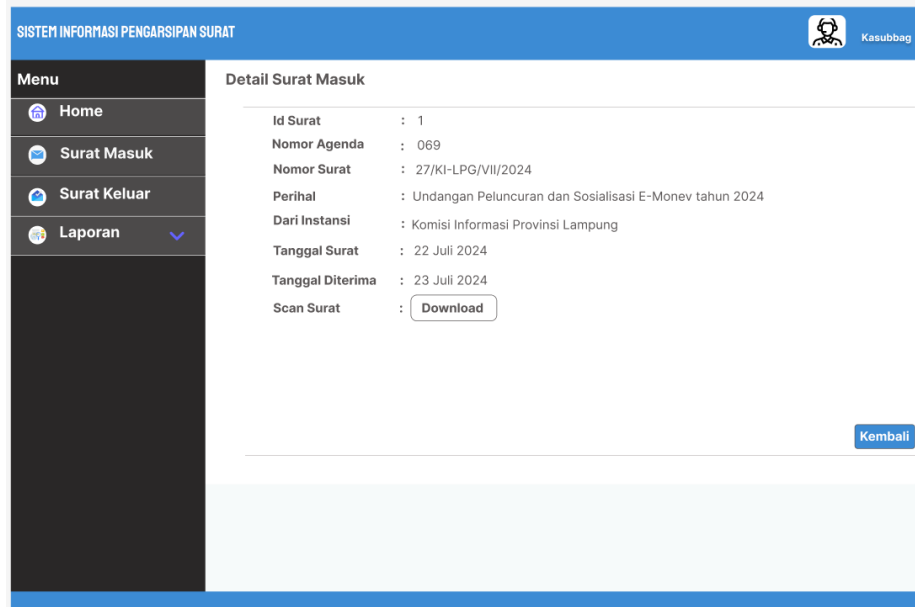 SISTEM INFORMASI PENGARSIPAN SURAT
Kasubbag
Menu
Home
Surat Masuk
Surat Keluar
Laporan
Detail Surat Masuk
Id Surat : 1
Nomor Agenda : 069
Nomor Surat : 27/KI-LPG/VII/2024
Perihal : Undangan Peluncuran dan Sosialisasi E-Monev tahun 2024
Dari Instansi : Komisi Informasi Provinsi Lampung
Tanggal Surat : 22 Juli 2024
Tanggal Diterima : 23 Juli 2024
Scan Surat : Download
Kembali